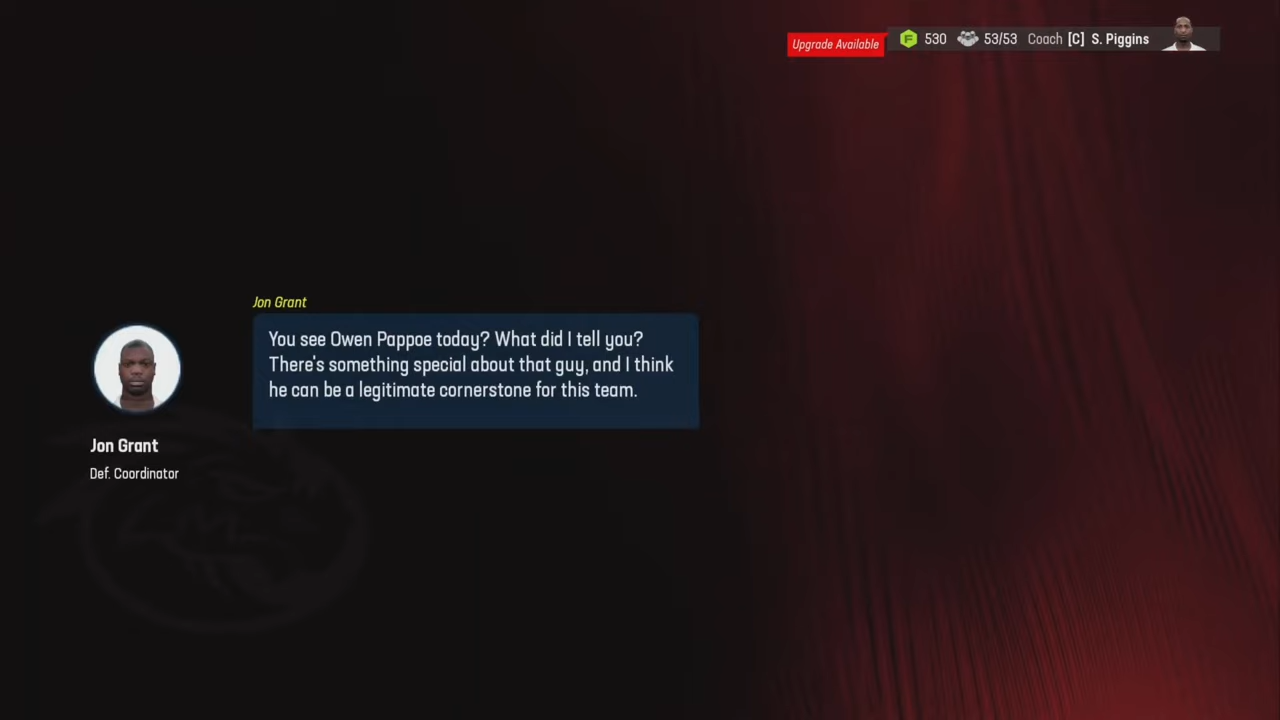 Upgrade Available
530
53/53
Coach [C] S. Piggins
Jon Grant
You see Owen Pappoe today? What did I tell you?
There's something special about that guy, and I think
he can be a legitimate cornerstone for this team.
Jon Grant
Def. Coordinator